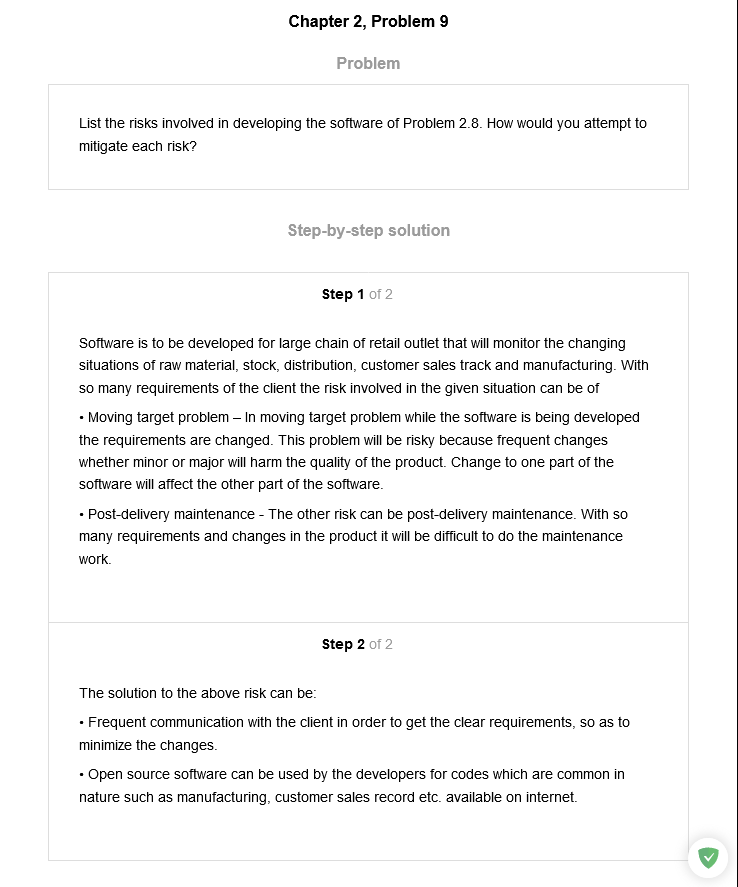 Chapter 2, Problem 9
Problem
List the risks involved in developing the software of Problem 2.8. How would you attempt to
mitigate each risk?
Step-by-step solution
Step 1 of 2
Software is to be developed for large chain of retail outlet that will monitor the changing
situations of raw material, stock, distribution, customer sales track and manufacturing. With
so many requirements of the client the risk involved in the given situation can be of
• Moving target problem – In moving target problem while the software is being developed
the requirements are changed. This problem will be risky because frequent changes
whether minor or major will harm the quality of the product. Change to one part of the
software will affect the other part of the software.
• Post-delivery maintenance - The other risk can be post-delivery maintenance. With so
many requirements and changes in the product it will be difficult to do the maintenance
work.
Step 2 of 2
The solution to the above risk can be:
• Frequent communication with the client in order to get the clear requirements, so as to
minimize the changes.
• Open source software can be used by the developers for codes which are common in
nature such as manufacturing, customer sales record etc. available on internet.